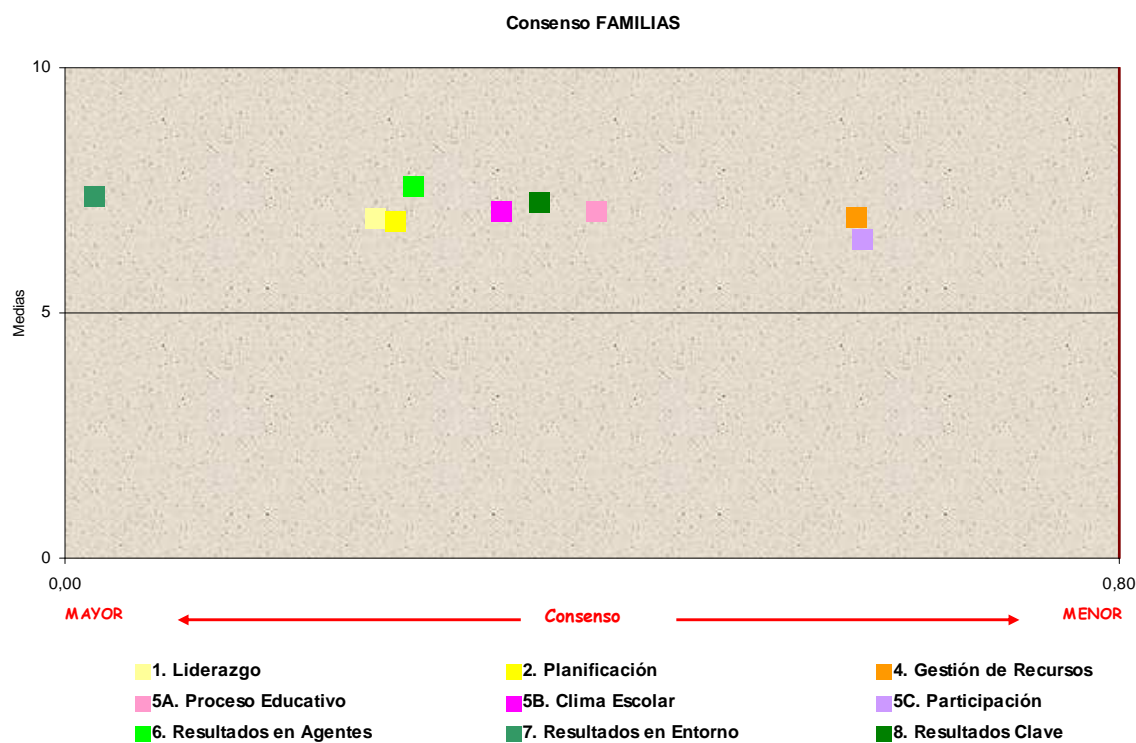 Consenso FAMILIAS
10
5
Medias
0
0,00
0,80
MAYOR
Consenso
MENOR
1. Liderazgo
2. Planificación
4. Gestión de Recursos
5A. Proceso Educativo
5B. Clima Escolar
5C. Participación
6. Resultados en Agentes
7. Resultados en Entorno
8. Resultados Clave